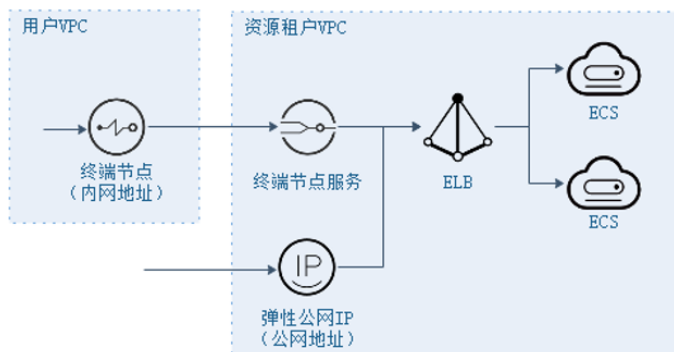 用户VPC
资源租户VPC
终端节点
（内网地址）
终端节点服务
ELB
ECS
ECS
IP
弹性公网IP
（公网地址）